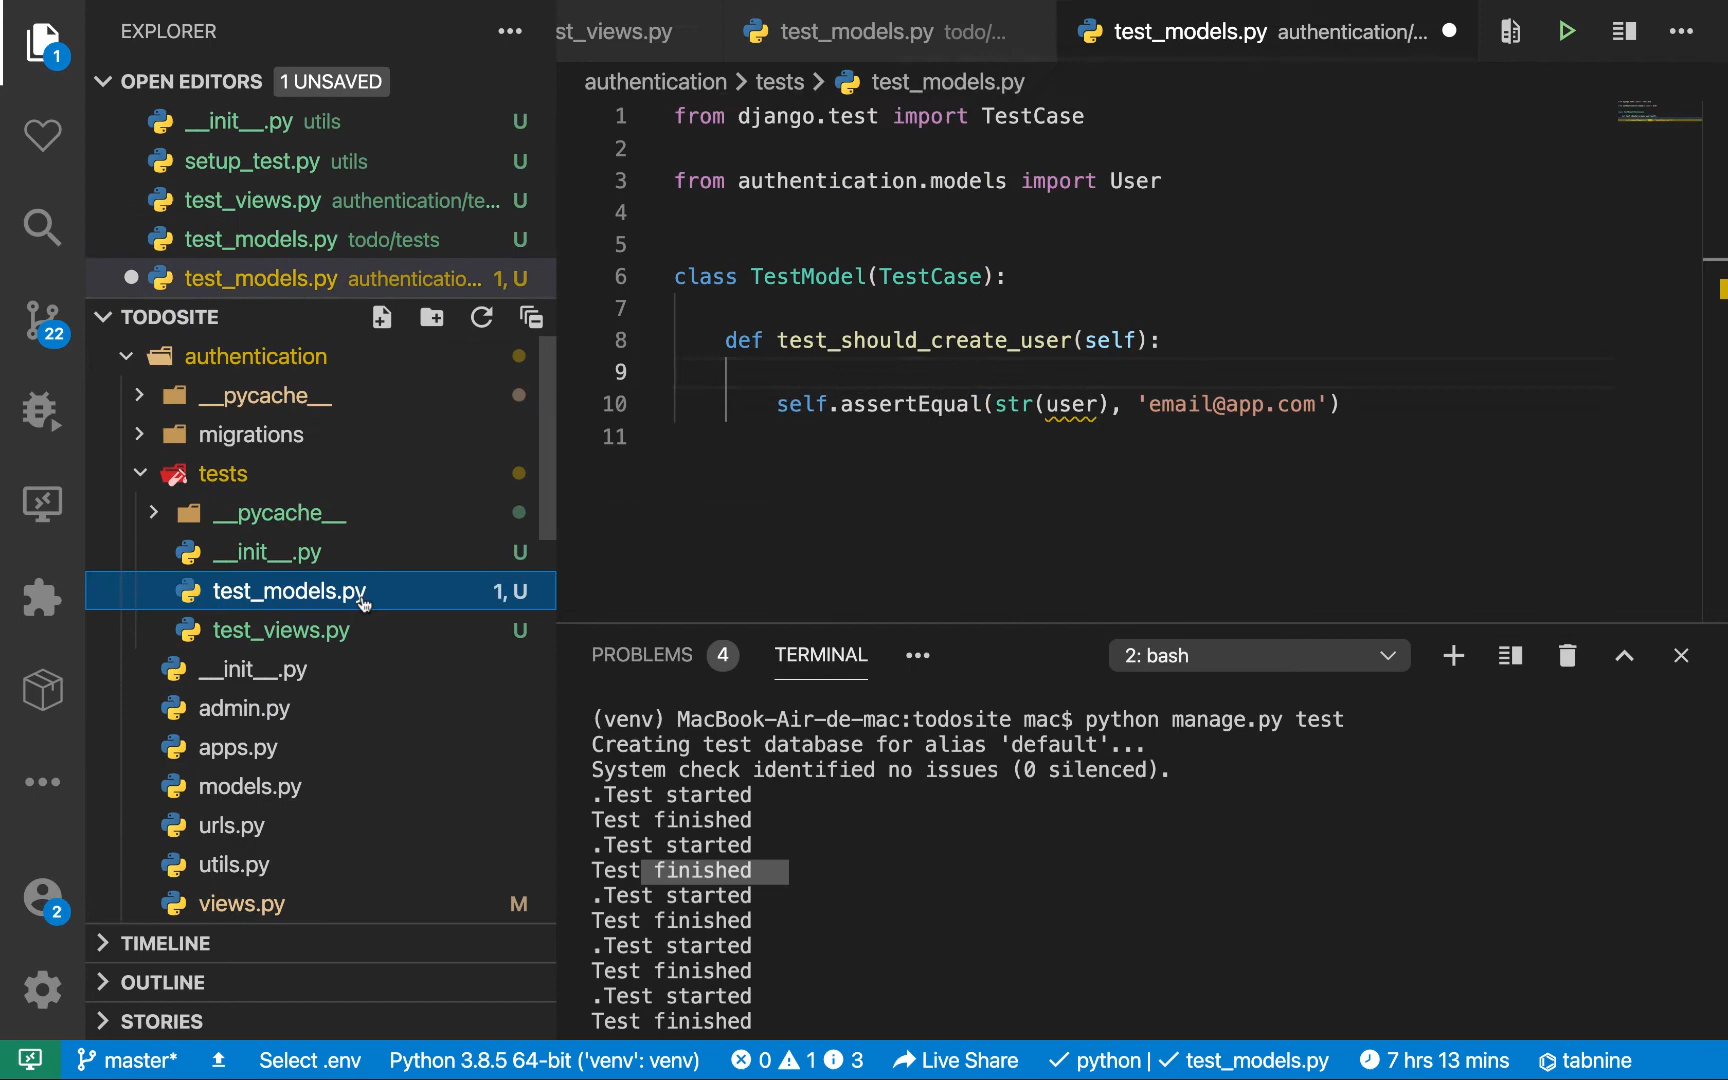 EXPLORER
OPEN EDITORS 1 UNSAVED
__init__.py utils U
setup_test.py utils U
test_views.py authentication/te... U
test_models.py todo/tests U
test_models.py authenticatio... 1, U
TODOSITE
authentication
__pycache__
migrations
tests
__pycache__
__init__.py U
test_models.py 1, U
test_views.py U
__init__.py
admin.py
apps.py
models.py
urls.py
utils.py
views.py M
TIMELINE
OUTLINE
STORIES
1
22
2
st_views.py
test_models.py todo/...
test_models.py authentication/...
authentication > tests > test_models.py
1 from django.test import TestCase
2
3 from authentication.models import User
4
5
6 class TestModel(TestCase):
7
8 def test_should_create_user(self):
9
10 self.assertEqual(str(user), 'email@app.com')
11
PROBLEMS 4 TERMINAL 2: bash
(venv) MacBook-Air-de-mac:todosite mac$ python manage.py test
Creating test database for alias 'default'...
System check identified no issues (0 silenced).
.Test started
Test finished
.Test started
Test finished
.Test started
Test finished
.Test started
Test finished
.Test started
Test finished
master* Select .env Python 3.8.5 64-bit ('venv': venv) 0 1 3 Live Share python | test_models.py 7 hrs 13 mins tabnine